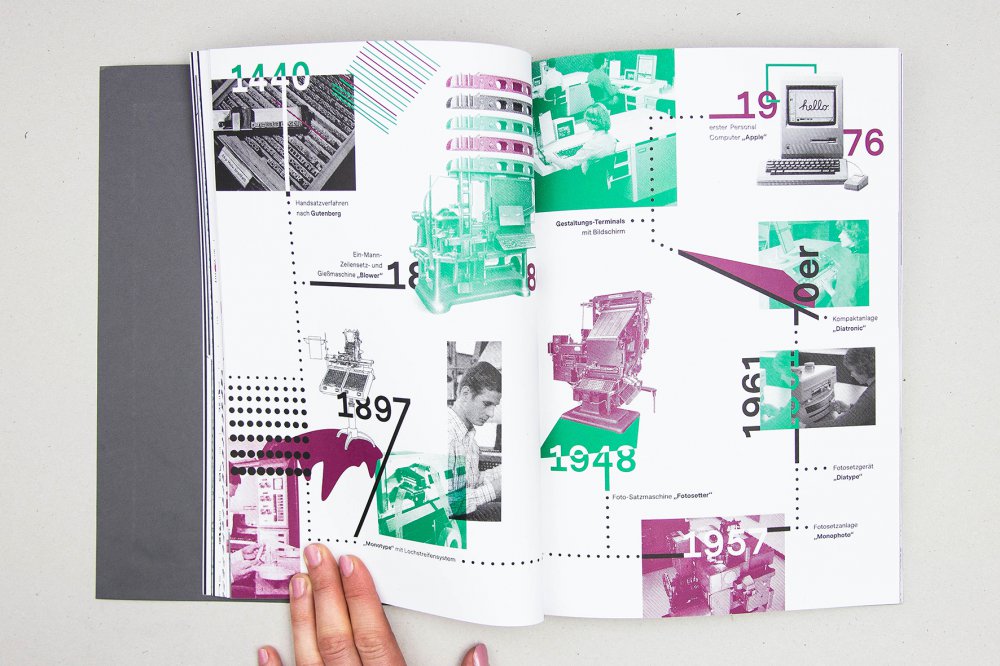 1440
Handsatzverfahren
nach Gutenberg
Ein-Mann-
Zeilensetz- und
Gießmaschine „Blower“
18
8
1897
„Monotype“ mit Lochstreifensystem
Gestaltungs-Terminals
mit Bildschirm
19
76
erster Personal
Computer „Apple“
hello
70er
Kompaktanlage
„Diatronic“
1961
Fotosetzgerät
„Diatype“
1948
Foto-Satzmaschine „Fotosetter“
1957
Fotosetzanlage
„Monophoto“